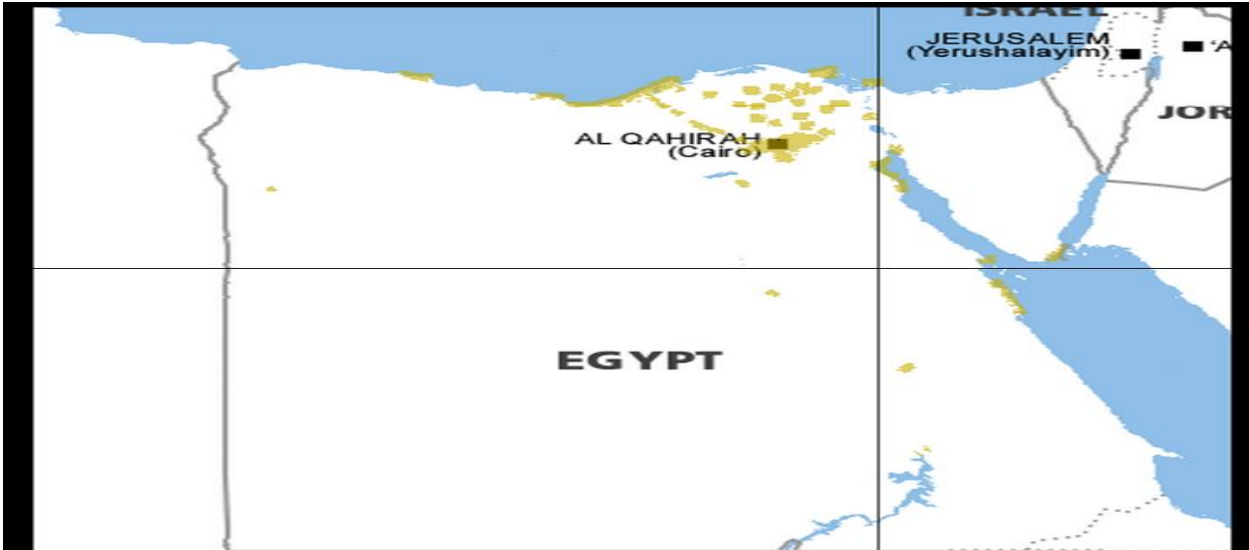 ISRAEL
JERUSALEM
(Yerushalayim)
'A
JOR
AL QAHIRAH
(Cairo)
EGYPT